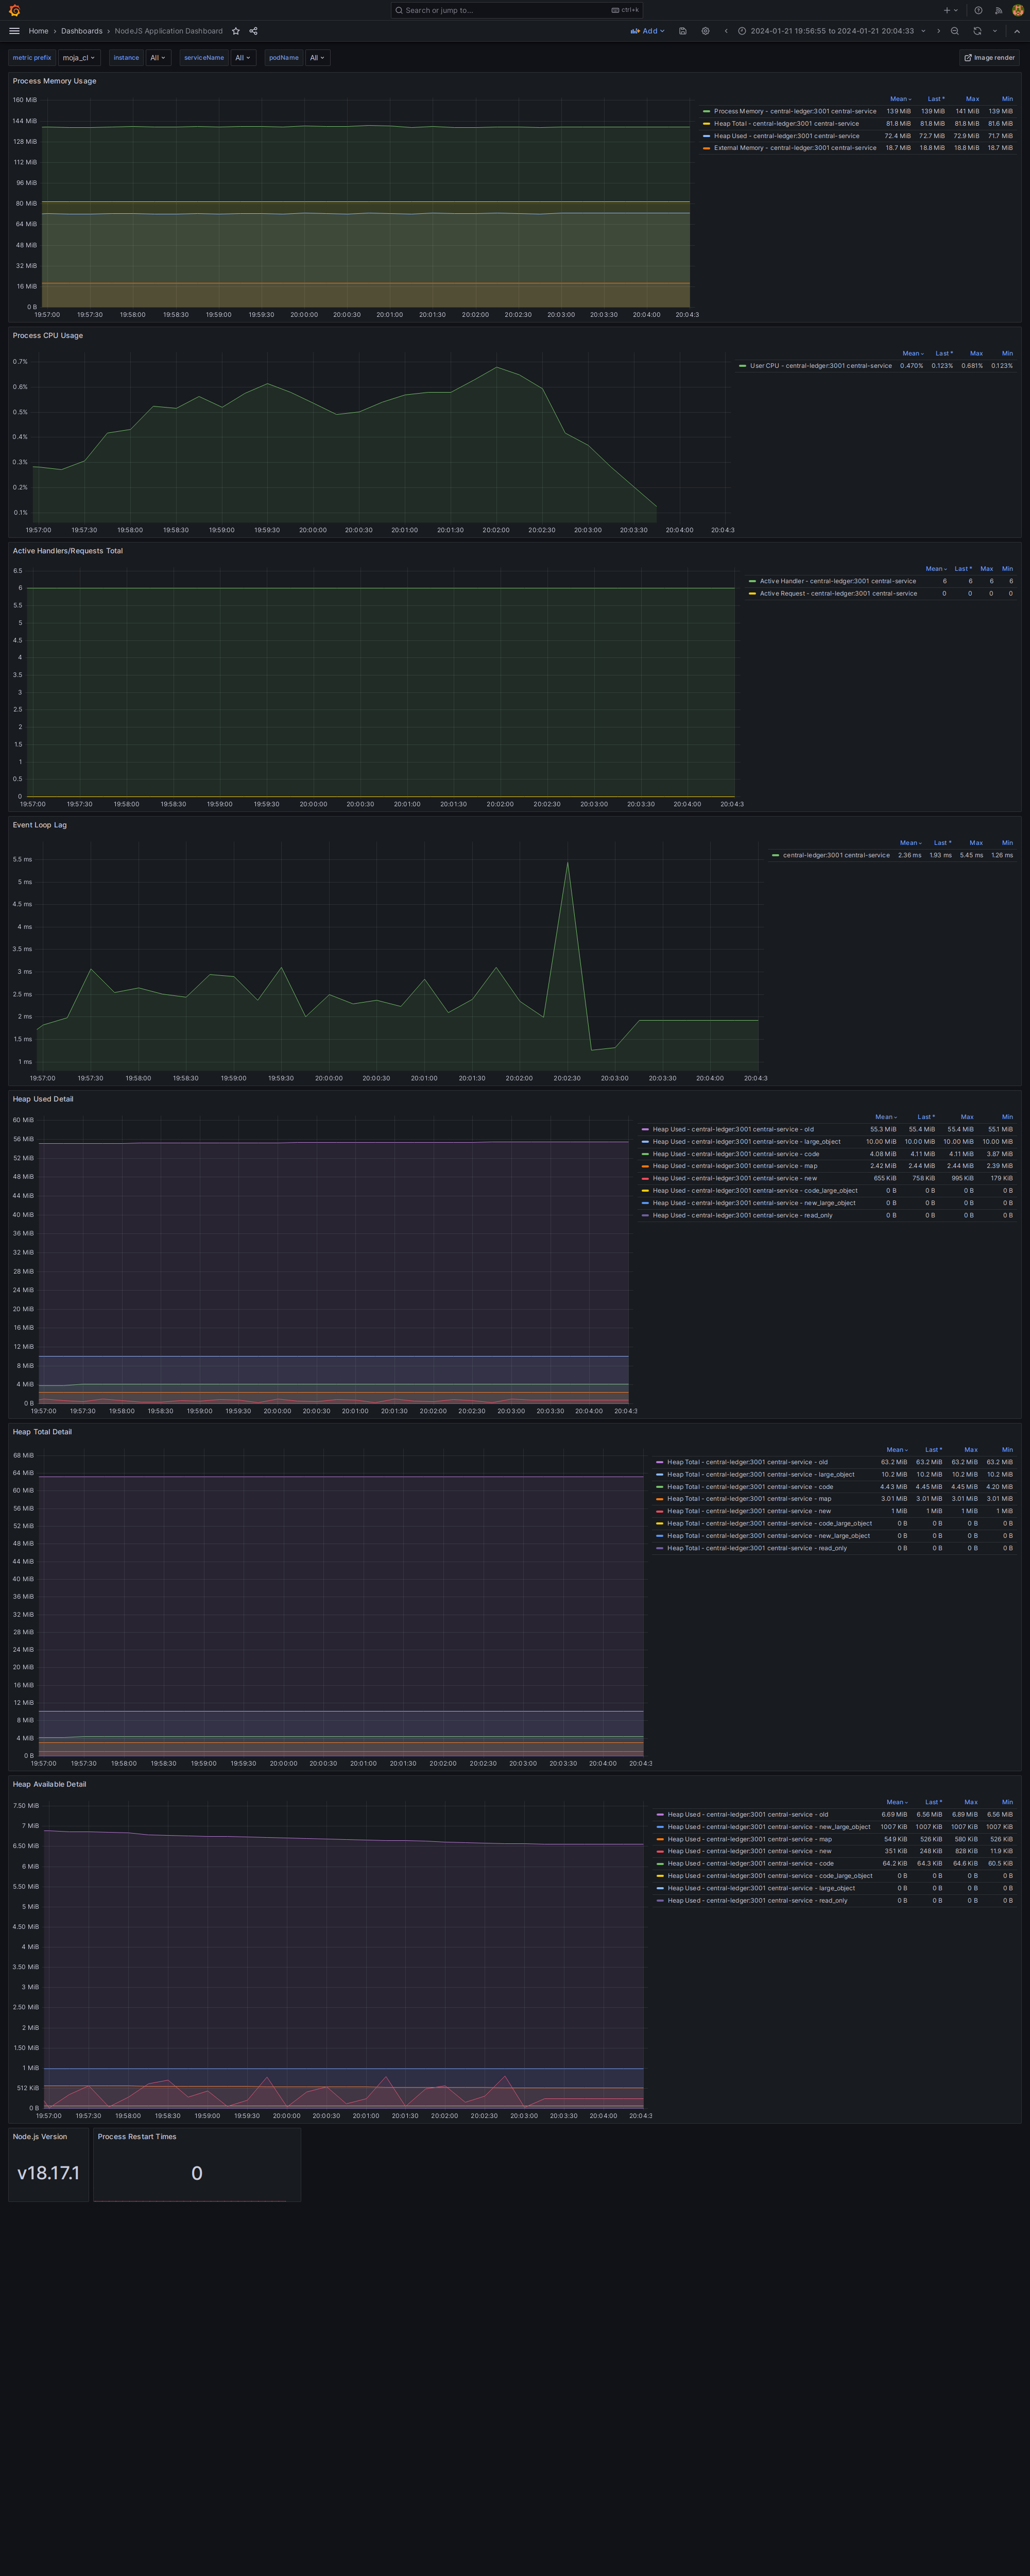 Search or jump to... ctrl+k
Home › Dashboards › NodeJS Application Dashboard Add 2024-01-21 19:56:55 to 2024-01-21 20:04:33
metric prefix moja_cl instance All serviceName All podName All Image render
Process Memory Usage
Mean Last * Max Min
Process Memory - central-ledger:3001 central-service 139 MiB 139 MiB 141 MiB 139 MiB
Heap Total - central-ledger:3001 central-service 81.8 MiB 81.8 MiB 81.8 MiB 81.6 MiB
Heap Used - central-ledger:3001 central-service 72.4 MiB 72.7 MiB 72.9 MiB 71.7 MiB
External Memory - central-ledger:3001 central-service 18.7 MiB 18.8 MiB 18.8 MiB 18.7 MiB
160 MiB
144 MiB
128 MiB
112 MiB
96 MiB
80 MiB
64 MiB
48 MiB
32 MiB
16 MiB
0 B
19:57:00 19:57:30 19:58:00 19:58:30 19:59:00 19:59:30 20:00:00 20:00:30 20:01:00 20:01:30 20:02:00 20:02:30 20:03:00 20:03:30 20:04:00 20:04:3
Process CPU Usage
Mean Last * Max Min
User CPU - central-ledger:3001 central-service 0.470% 0.123% 0.681% 0.123%
0.7%
0.6%
0.5%
0.4%
0.3%
0.2%
0.1%
19:57:00 19:57:30 19:58:00 19:58:30 19:59:00 19:59:30 20:00:00 20:00:30 20:01:00 20:01:30 20:02:00 20:02:30 20:03:00 20:03:30 20:04:00 20:04:3
Active Handlers/Requests Total
Mean Last * Max Min
Active Handler - central-ledger:3001 central-service 6 6 6 6
Active Request - central-ledger:3001 central-service 0 0 0 0
6.5
6
5.5
5
4.5
4
3.5
3
2.5
2
1.5
1
0.5
0
19:57:00 19:57:30 19:58:00 19:58:30 19:59:00 19:59:30 20:00:00 20:00:30 20:01:00 20:01:30 20:02:00 20:02:30 20:03:00 20:03:30 20:04:00 20:04:3
Event Loop Lag
Mean Last * Max Min
central-ledger:3001 central-service 2.36 ms 1.93 ms 5.45 ms 1.26 ms
5.5 ms
5 ms
4.5 ms
4 ms
3.5 ms
3 ms
2.5 ms
2 ms
1.5 ms
1 ms
19:57:00 19:57:30 19:58:00 19:58:30 19:59:00 19:59:30 20:00:00 20:00:30 20:01:00 20:01:30 20:02:00 20:02:30 20:03:00 20:03:30 20:04:00 20:04:3
Heap Used Detail
Mean Last * Max Min
Heap Used - central-ledger:3001 central-service - old 55.3 MiB 55.4 MiB 55.4 MiB 55.1 MiB
Heap Used - central-ledger:3001 central-service - large_object 10.00 MiB 10.00 MiB 10.00 MiB 10.00 MiB
Heap Used - central-ledger:3001 central-service - code 4.08 MiB 4.11 MiB 4.11 MiB 3.87 MiB
Heap Used - central-ledger:3001 central-service - map 2.42 MiB 2.44 MiB 2.44 MiB 2.39 MiB
Heap Used - central-ledger:3001 central-service - new 655 KiB 758 KiB 995 KiB 179 KiB
Heap Used - central-ledger:3001 central-service - code_large_object 0 B 0 B 0 B 0 B
Heap Used - central-ledger:3001 central-service - new_large_object 0 B 0 B 0 B 0 B
Heap Used - central-ledger:3001 central-service - read_only 0 B 0 B 0 B 0 B
60 MiB
56 MiB
52 MiB
48 MiB
44 MiB
40 MiB
36 MiB
32 MiB
28 MiB
24 MiB
20 MiB
16 MiB
12 MiB
8 MiB
4 MiB
0 B
19:57:00 19:57:30 19:58:00 19:58:30 19:59:00 19:59:30 20:00:00 20:00:30 20:01:00 20:01:30 20:02:00 20:02:30 20:03:00 20:03:30 20:04:00 20:04:3
Heap Total Detail
Mean Last * Max Min
Heap Total - central-ledger:3001 central-service - old 63.2 MiB 63.2 MiB 63.2 MiB 63.2 MiB
Heap Total - central-ledger:3001 central-service - large_object 10.2 MiB 10.2 MiB 10.2 MiB 10.2 MiB
Heap Total - central-ledger:3001 central-service - code 4.43 MiB 4.45 MiB 4.45 MiB 4.20 MiB
Heap Total - central-ledger:3001 central-service - map 3.01 MiB 3.01 MiB 3.01 MiB 3.01 MiB
Heap Total - central-ledger:3001 central-service - new 1 MiB 1 MiB 1 MiB 1 MiB
Heap Total - central-ledger:3001 central-service - code_large_object 0 B 0 B 0 B 0 B
Heap Total - central-ledger:3001 central-service - new_large_object 0 B 0 B 0 B 0 B
Heap Total - central-ledger:3001 central-service - read_only 0 B 0 B 0 B 0 B
68 MiB
64 MiB
60 MiB
56 MiB
52 MiB
48 MiB
44 MiB
40 MiB
36 MiB
32 MiB
28 MiB
24 MiB
20 MiB
16 MiB
12 MiB
8 MiB
4 MiB
0 B
19:57:00 19:57:30 19:58:00 19:58:30 19:59:00 19:59:30 20:00:00 20:00:30 20:01:00 20:01:30 20:02:00 20:02:30 20:03:00 20:03:30 20:04:00 20:04:3
Heap Available Detail
Mean Last * Max Min
Heap Used - central-ledger:3001 central-service - old 6.69 MiB 6.56 MiB 6.89 MiB 6.56 MiB
Heap Used - central-ledger:3001 central-service - new_large_object 1007 KiB 1007 KiB 1007 KiB 1007 KiB
Heap Used - central-ledger:3001 central-service - map 549 KiB 526 KiB 580 KiB 526 KiB
Heap Used - central-ledger:3001 central-service - new 351 KiB 248 KiB 828 KiB 11.9 KiB
Heap Used - central-ledger:3001 central-service - code 64.2 KiB 64.3 KiB 64.6 KiB 60.5 KiB
Heap Used - central-ledger:3001 central-service - code_large_object 0 B 0 B 0 B 0 B
Heap Used - central-ledger:3001 central-service - large_object 0 B 0 B 0 B 0 B
Heap Used - central-ledger:3001 central-service - read_only 0 B 0 B 0 B 0 B
7.50 MiB
7 MiB
6.50 MiB
6 MiB
5.50 MiB
5 MiB
4.50 MiB
4 MiB
3.50 MiB
3 MiB
2.50 MiB
2 MiB
1.50 MiB
1 MiB
512 KiB
0 B
19:57:00 19:57:30 19:58:00 19:58:30 19:59:00 19:59:30 20:00:00 20:00:30 20:01:00 20:01:30 20:02:00 20:02:30 20:03:00 20:03:30 20:04:00 20:04:3
Node.js Version Process Restart Times
v18.17.1 0